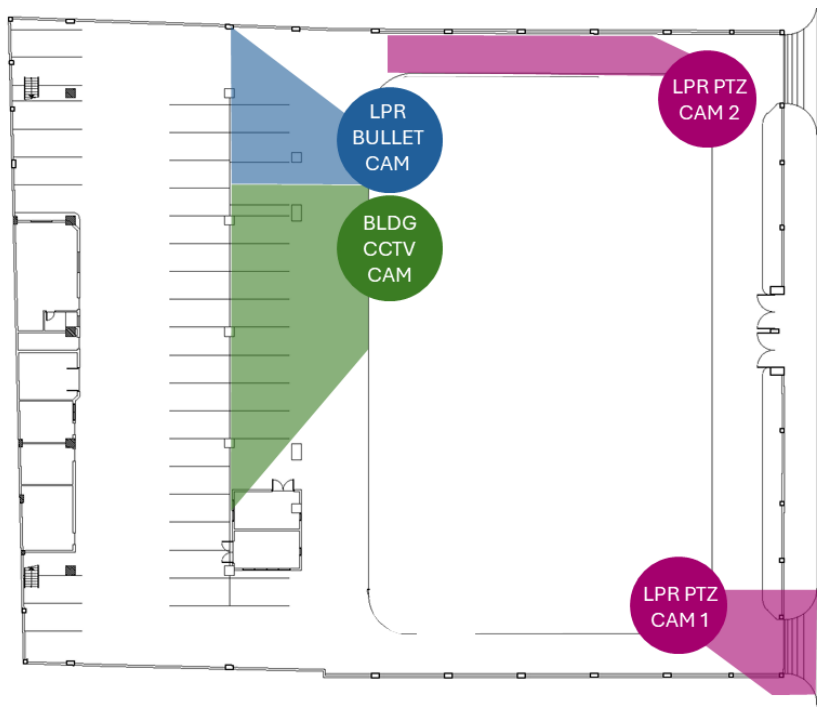 LPR
BULLET
CAM
LPR PTZ
CAM 2
BLDG
CCTV
CAM
LPR PTZ
CAM 1